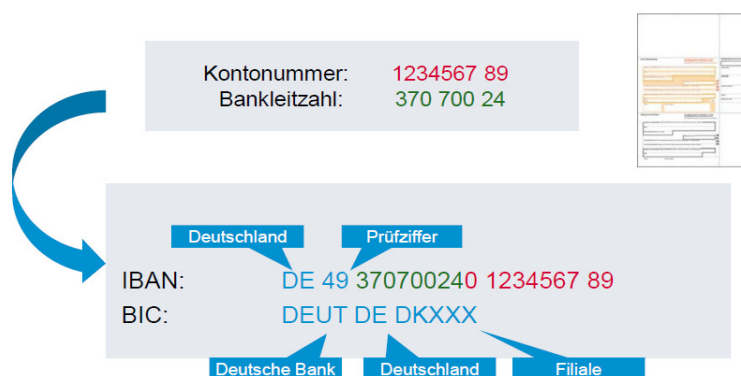 Kontonummer: 1234567 89
Bankleitzahl: 370 700 24
Deutschland Prüfziffer
IBAN: DE 49 370700240 1234567 89
BIC: DEUT DE DKXXX
Deutsche Bank Deutschland Filiale